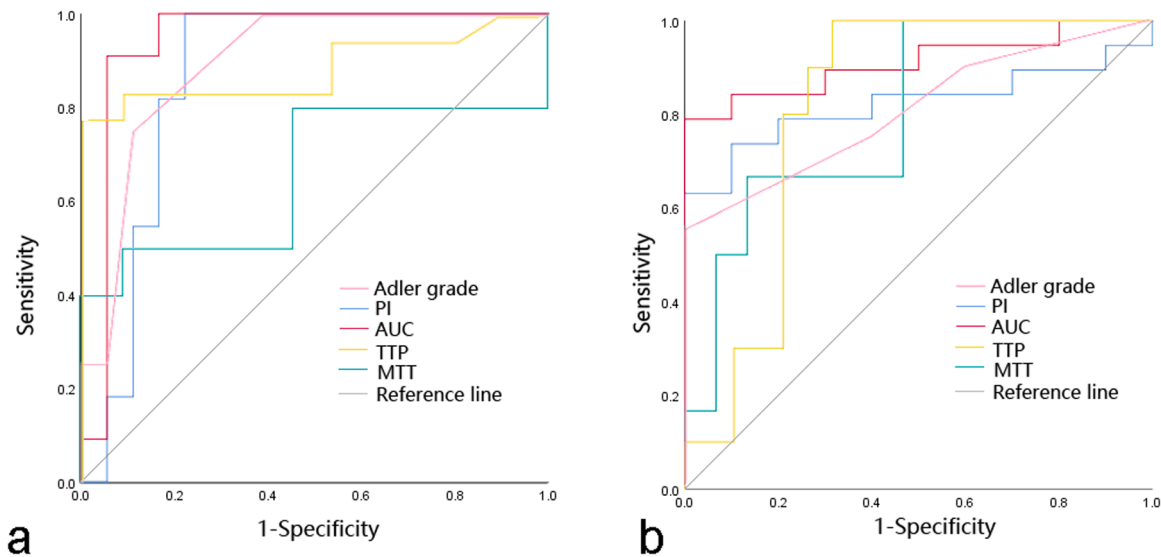 1.0
0.8
0.6
0.4
0.2
0.0
Sensitivity
Adler grade
PI
AUC
TTP
MTT
Reference line
0.0 0.2 0.4 0.6 0.8 1.0
1-Specificity
a
1.0
0.8
0.6
0.4
0.2
0.0
Sensitivity
Adler grade
PI
AUC
TTP
MTT
Reference line
0.0 0.2 0.4 0.6 0.8 1.0
1-Specificity
b